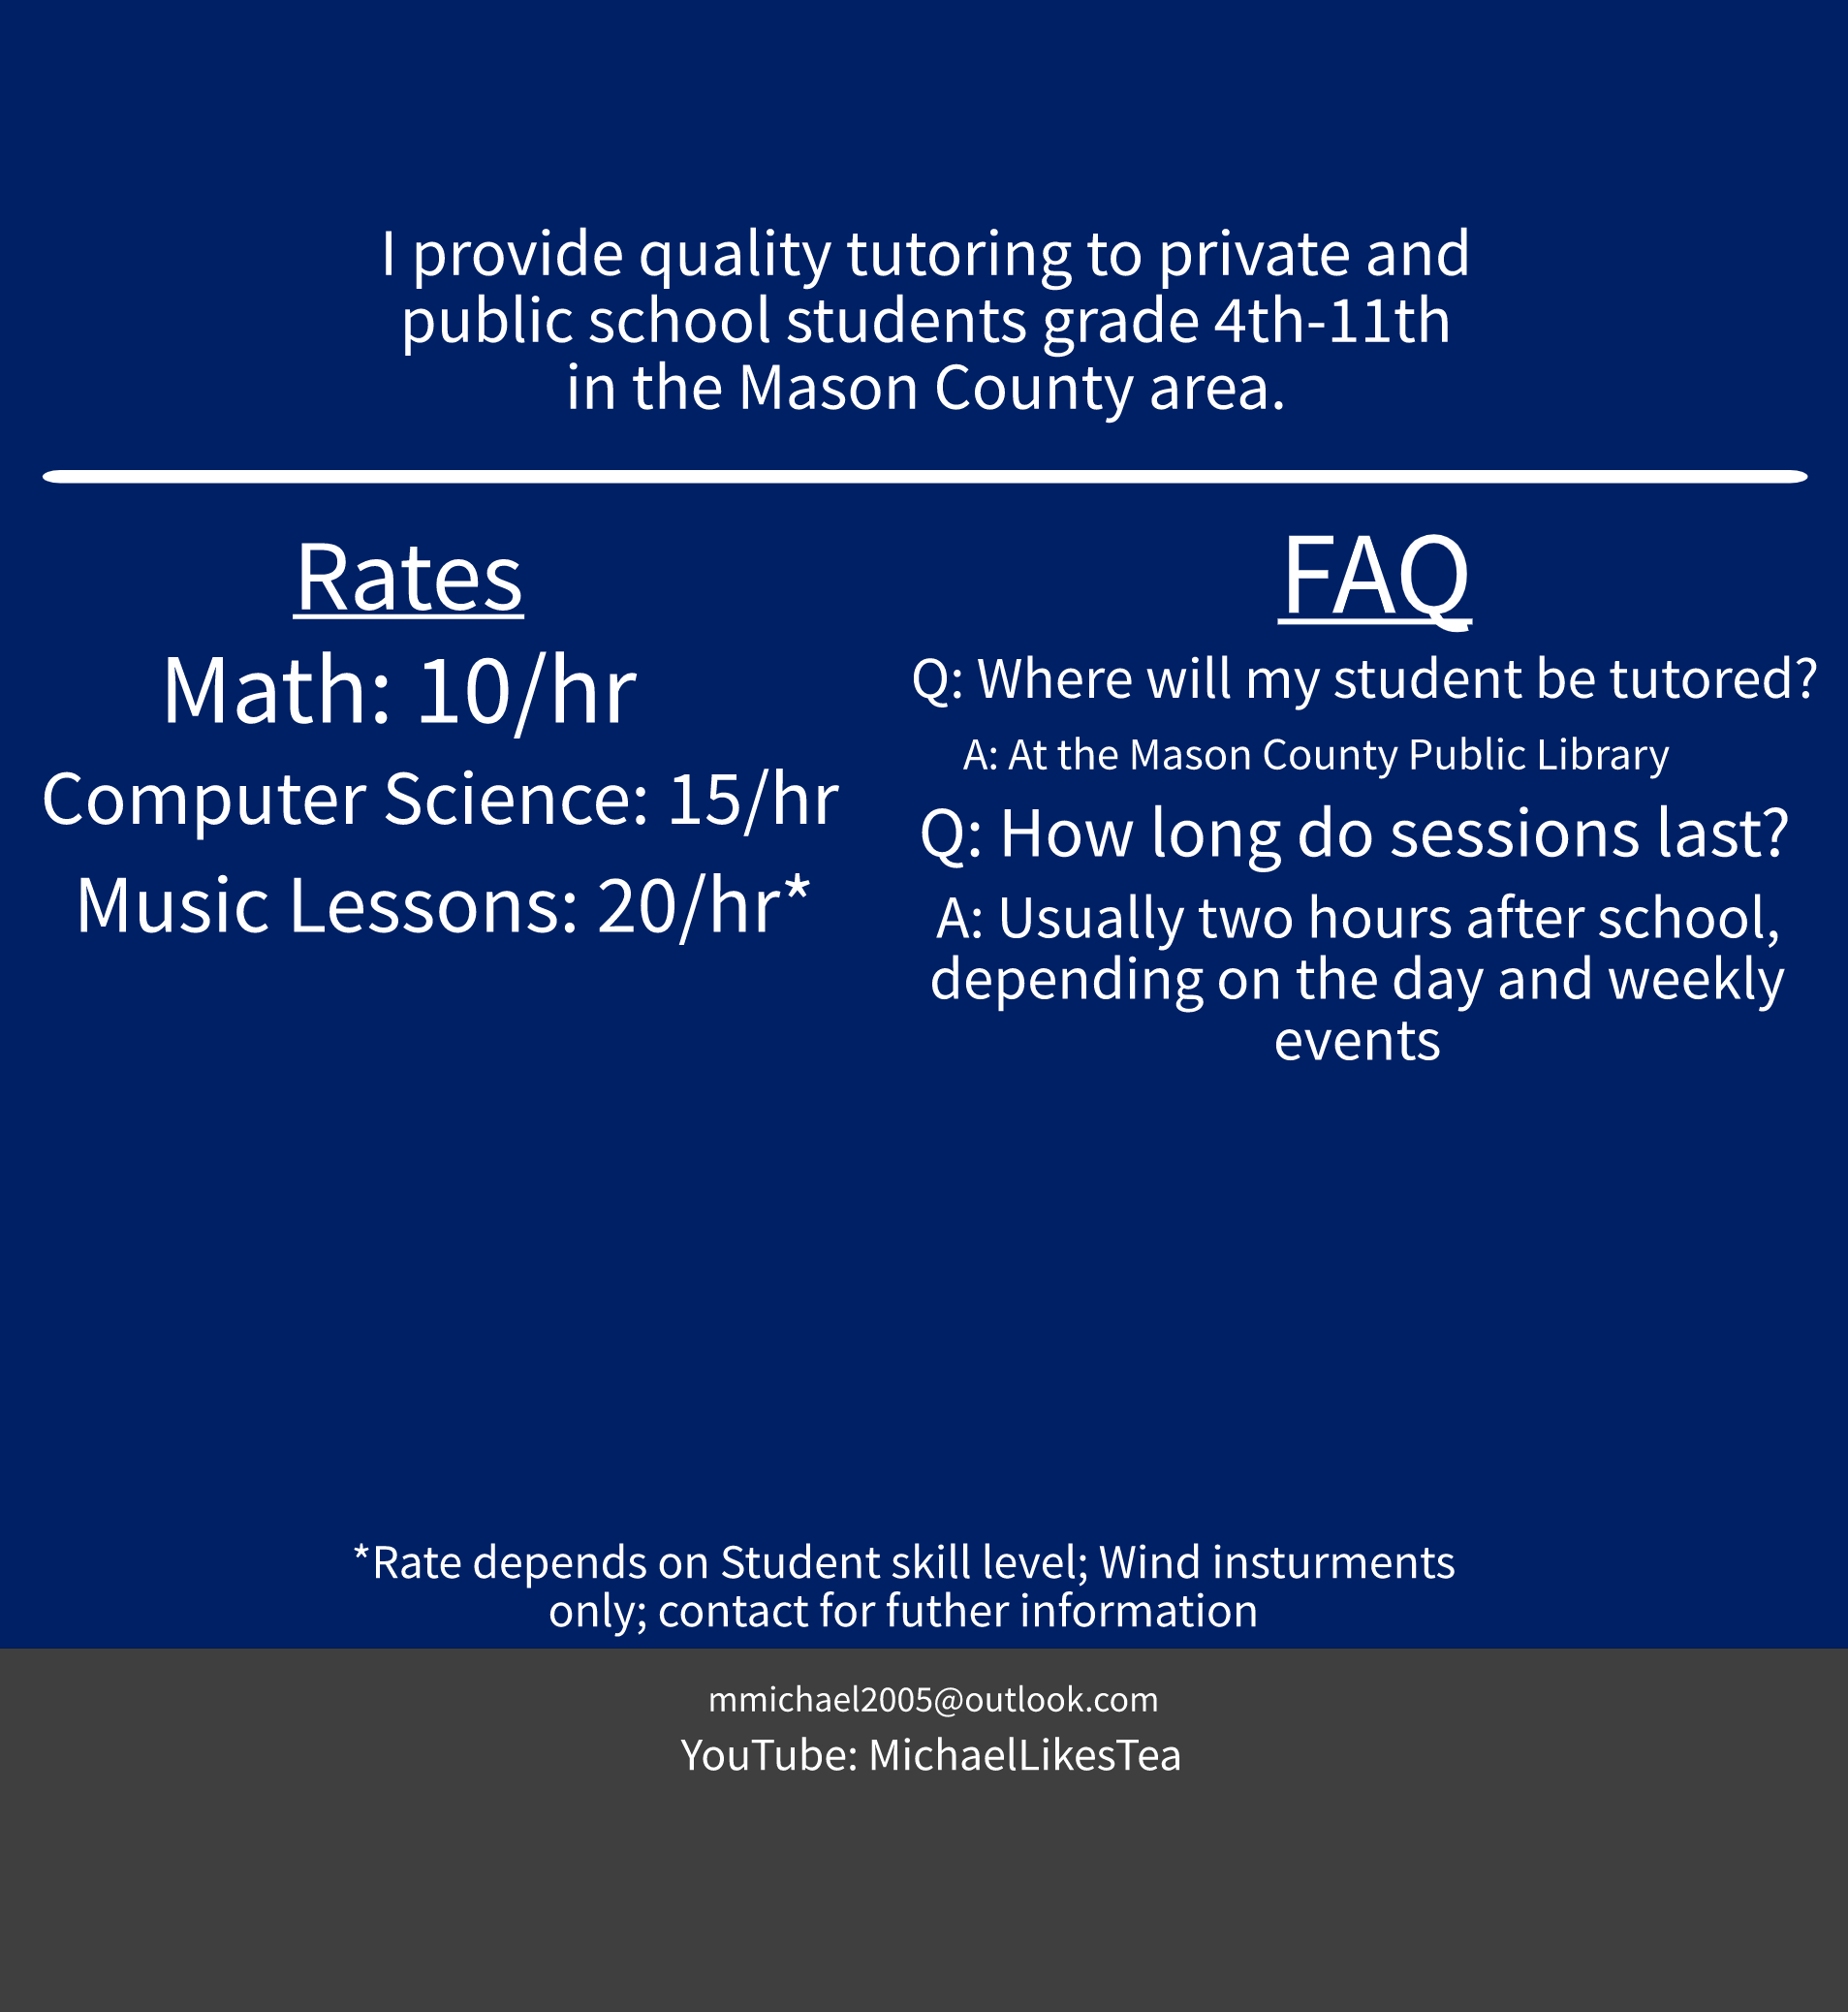 I provide quality tutoring to private and
public school students grade 4th-11th
in the Mason County area.
Rates
Math: 10/hr
Computer Science: 15/hr
Music Lessons: 20/hr*
FAQ
Q: Where will my student be tutored?
A: At the Mason County Public Library
Q: How long do sessions last?
A: Usually two hours after school,
depending on the day and weekly
events
*Rate depends on Student skill level; Wind insturments
only; contact for futher information
mmichael2005@outlook.com
YouTube: MichaelLikesTea